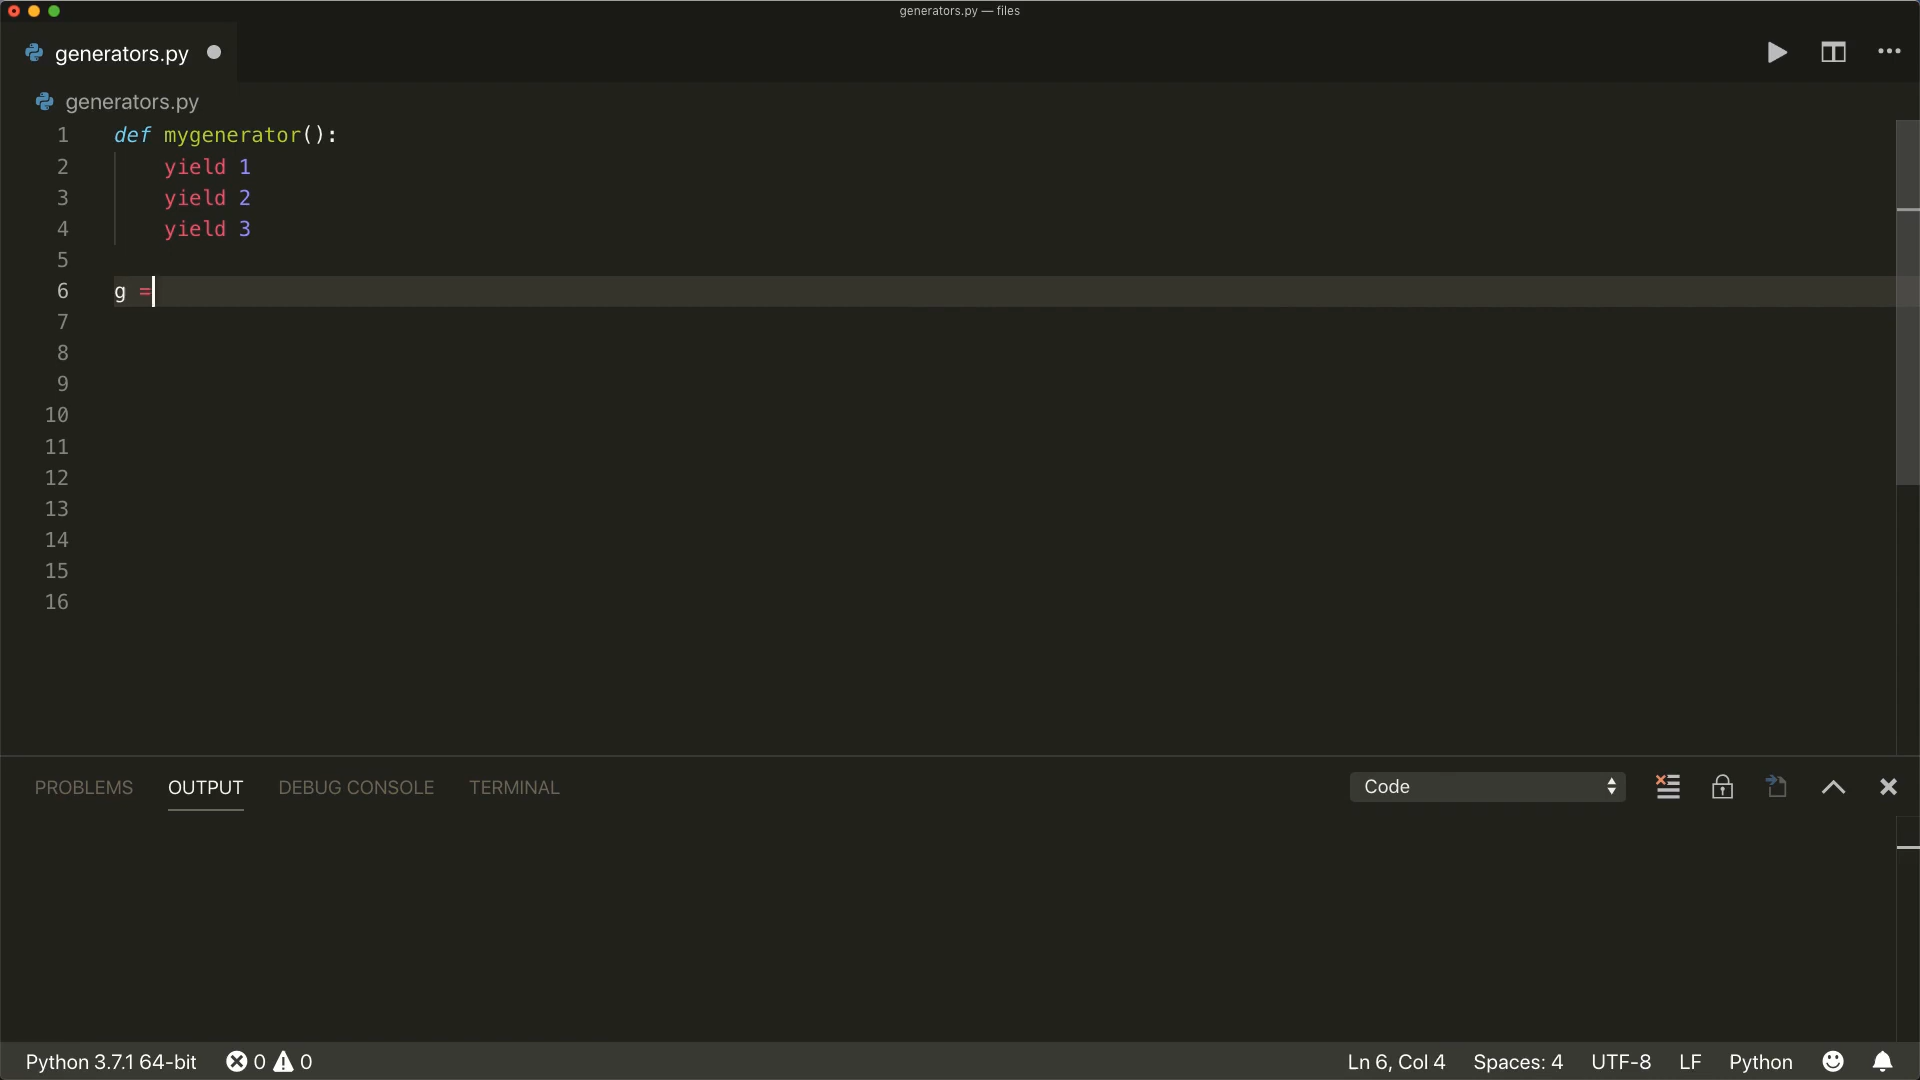 generators.py — files
generators.py
generators.py
1 def mygenerator():
2 yield 1
3 yield 2
4 yield 3
5
6 g =
7
8
9
10
11
12
13
14
15
16
PROBLEMS OUTPUT DEBUG CONSOLE TERMINAL Code
Python 3.7.1 64-bit 0 0 Ln 6, Col 4 Spaces: 4 UTF-8 LF Python